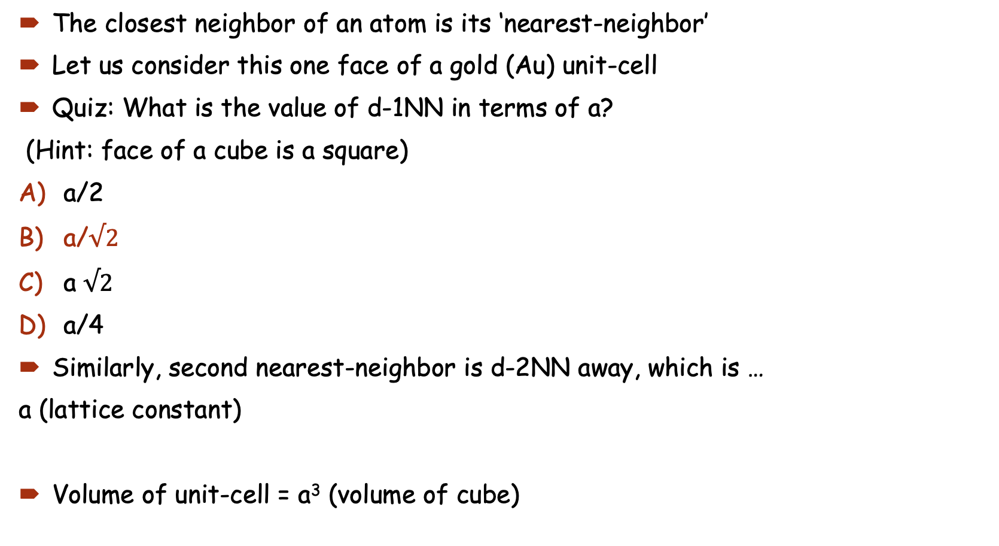 The closest neighbor of an atom is its ‘nearest-neighbor’
Let us consider this one face of a gold (Au) unit-cell
Quiz: What is the value of d-1NN in terms of a?
(Hint: face of a cube is a square)
A) a/2
B) a/√2
C) a √2
D) a/4
Similarly, second nearest-neighbor is d-2NN away, which is …
a (lattice constant)
Volume of unit-cell = a³ (volume of cube)